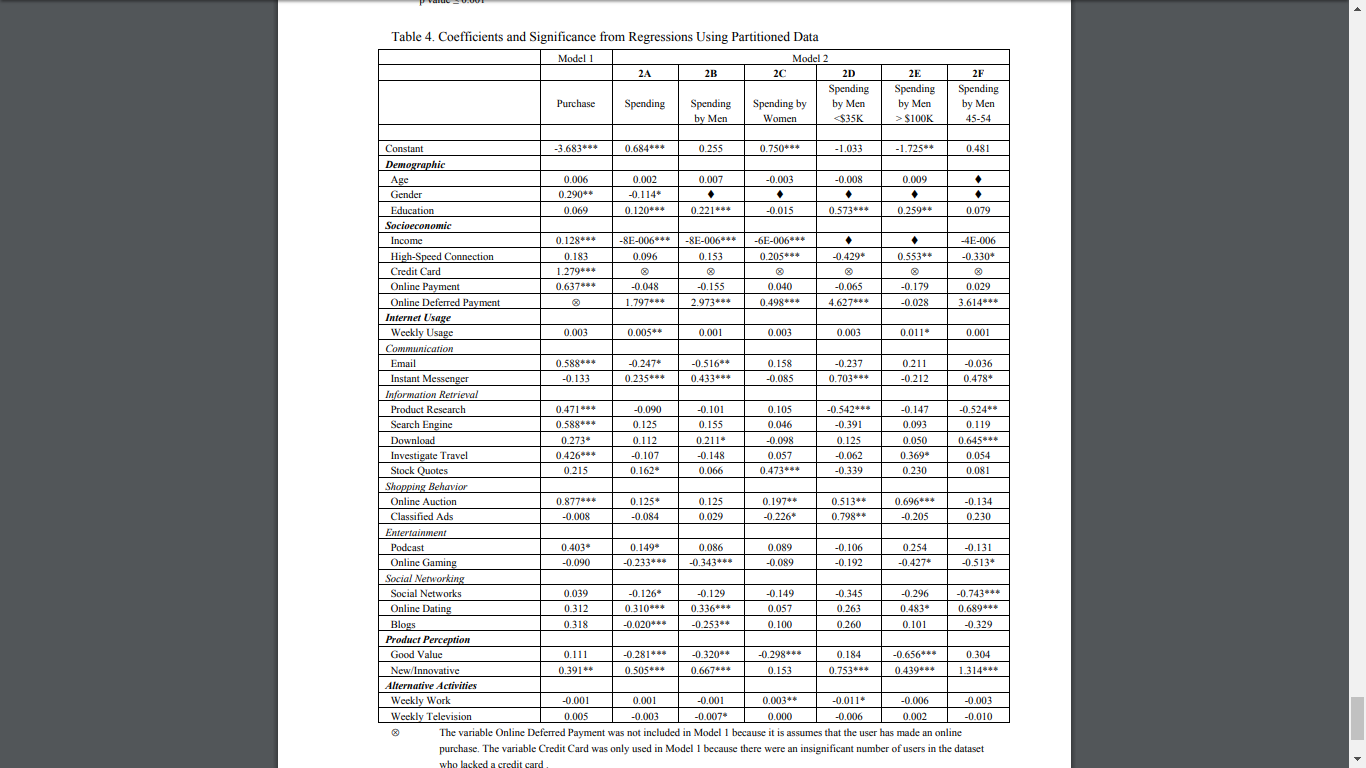 Table 4. Coefficients and Significance from Regressions Using Partitioned Data
Model 1 Model 2
2A 2B 2C 2D 2E 2F
Purchase Spending Spending by Men Spending by Women Spending by Men <$35K Spending by Men > $100K Spending by Men 45-54
Constant -3.683*** 0.684*** 0.255 0.750*** -1.033 -1.725** 0.481
Demographic
Age 0.006 0.002 0.007 -0.003 -0.008 0.009 ♦
Gender 0.290** -0.114* ♦ ♦ ♦ ♦ ♦
Education 0.069 0.120*** 0.221*** -0.015 0.573*** 0.259** 0.079
Socioeconomic
Income 0.128*** -8E-006*** -8E-006*** -6E-006*** ♦ ♦ -4E-006
High-Speed Connection 0.183 0.096 0.153 0.205*** -0.429* 0.553** -0.330*
Credit Card 1.279*** ⊗ ⊗ ⊗ ⊗ ⊗ ⊗
Online Payment 0.637*** -0.048 -0.155 0.040 -0.065 -0.179 0.029
Online Deferred Payment ⊗ 1.797*** 2.973*** 0.498*** 4.627*** -0.028 3.614***
Internet Usage
Weekly Usage 0.003 0.005** 0.001 0.003 0.003 0.011* 0.001
Communication
Email 0.588*** -0.247* -0.516** 0.158 -0.237 0.211 -0.036
Instant Messenger -0.133 0.235*** 0.433*** -0.085 0.703*** -0.212 0.478*
Information Retrieval
Product Research 0.471*** -0.090 -0.101 0.105 -0.542*** -0.147 -0.524**
Search Engine 0.588*** 0.125 0.155 0.046 -0.391 0.093 0.119
Download 0.273* 0.112 0.211* -0.098 0.125 0.050 0.645***
Investigate Travel 0.426*** -0.107 -0.148 0.057 -0.062 0.369* 0.054
Stock Quotes 0.215 0.162* 0.066 0.473*** -0.339 0.230 0.081
Shopping Behavior
Online Auction 0.877*** 0.125* 0.125 0.197** 0.513** 0.696*** -0.134
Classified Ads -0.008 -0.084 0.029 -0.226* 0.798** -0.205 0.230
Entertainment
Podcast 0.403* 0.149* 0.086 0.089 -0.106 0.254 -0.131
Online Gaming -0.090 -0.233*** -0.343*** -0.089 -0.192 -0.427* -0.513*
Social Networking
Social Networks 0.039 -0.126* -0.129 -0.149 -0.345 -0.296 -0.743***
Online Dating 0.312 0.310*** 0.336*** 0.057 0.263 0.483* 0.689***
Blogs 0.318 -0.020*** -0.253** 0.100 0.260 0.101 -0.329
Product Perception
Good Value 0.111 -0.281*** -0.320** -0.298*** 0.184 -0.656*** 0.304
New/Innovative 0.391** 0.505*** 0.667*** 0.153 0.753*** 0.439*** 1.314***
Alternative Activities
Weekly Work -0.001 0.001 -0.001 0.003** -0.011* -0.006 -0.003
Weekly Television 0.005 -0.003 -0.007* 0.000 -0.006 0.002 -0.010
⊗ The variable Online Deferred Payment was not included in Model 1 because it is assumes that the user has made an online
purchase. The variable Credit Card was only used in Model 1 because there were an insignificant number of users in the dataset
who lacked a credit card .